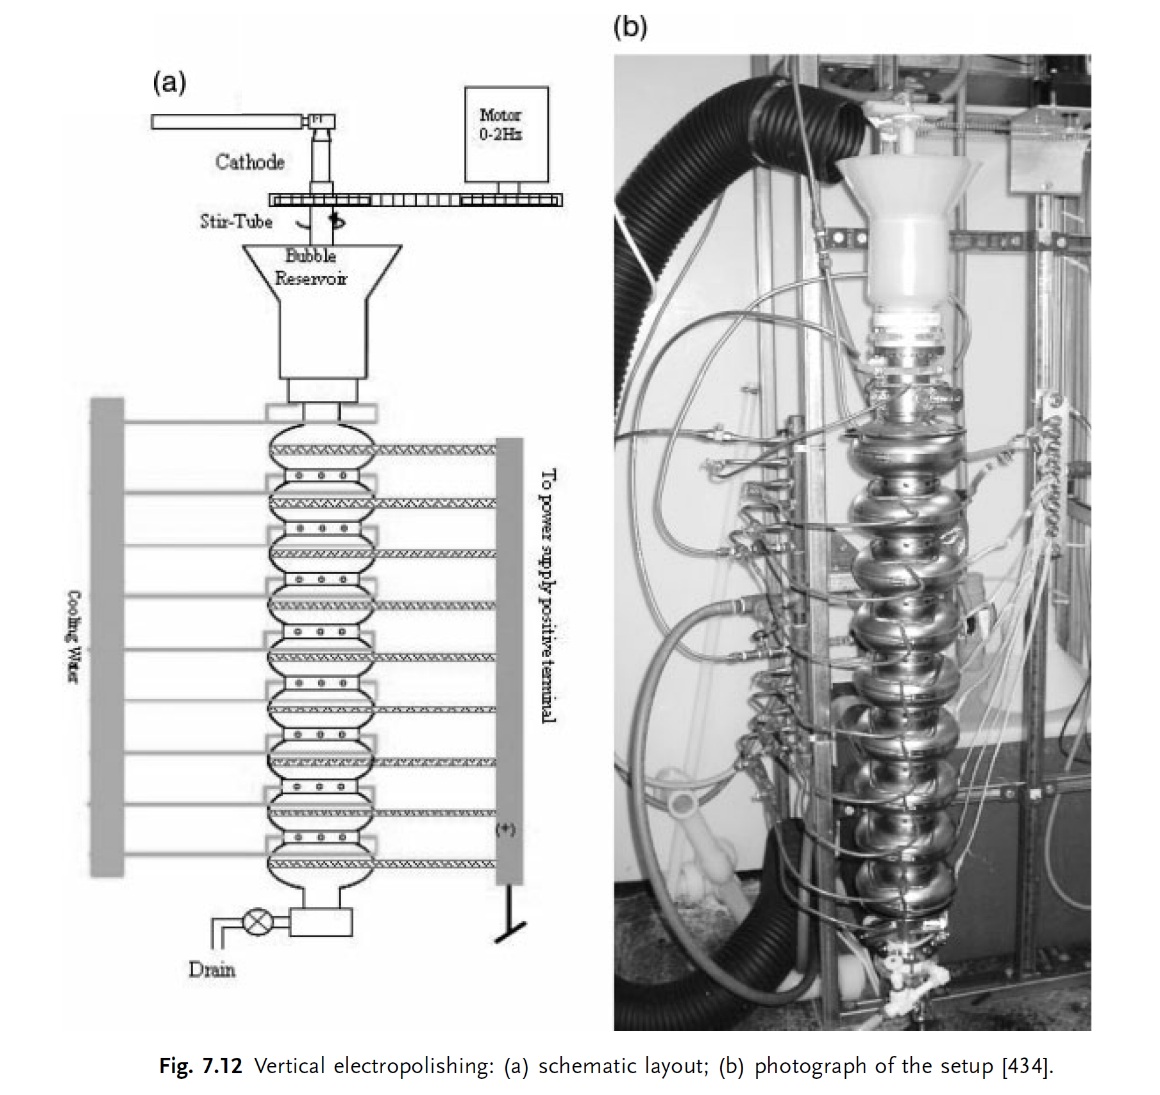 (a)
(b)
Motor
0-2Hz
Cathode
Stir-Tube
Bubble
Reservoir
Cooling Water
To power supply positive terminal
(+)
Drain
Fig. 7.12 Vertical electropolishing: (a) schematic layout; (b) photograph of the setup [434].